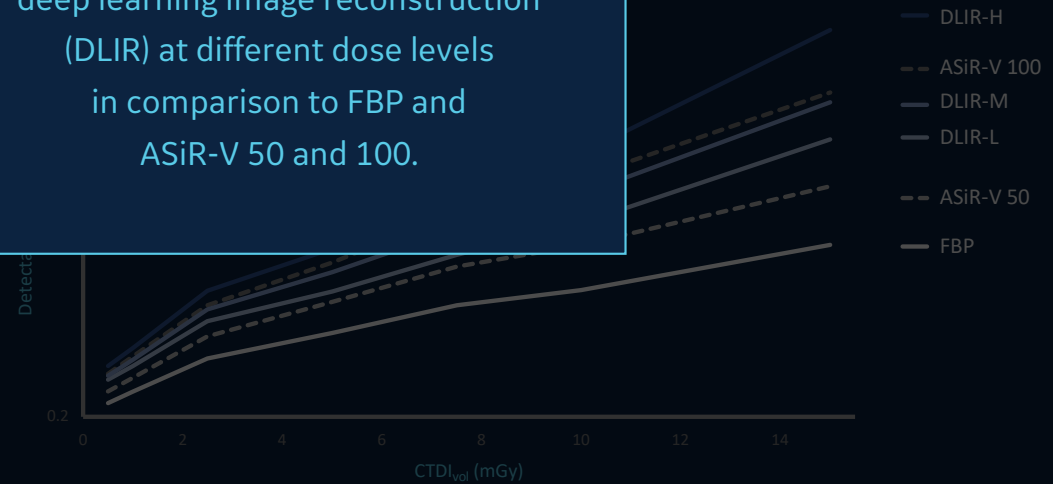 deep learning image reconstruction
(DLIR) at different dose levels
in comparison to FBP and
ASiR-V 50 and 100.
DLIR-H
ASiR-V 100
DLIR-M
DLIR-L
ASiR-V 50
FBP
Detecta
0.2
0 2 4 6 8 10 12 14
CTDIvol (mGy)